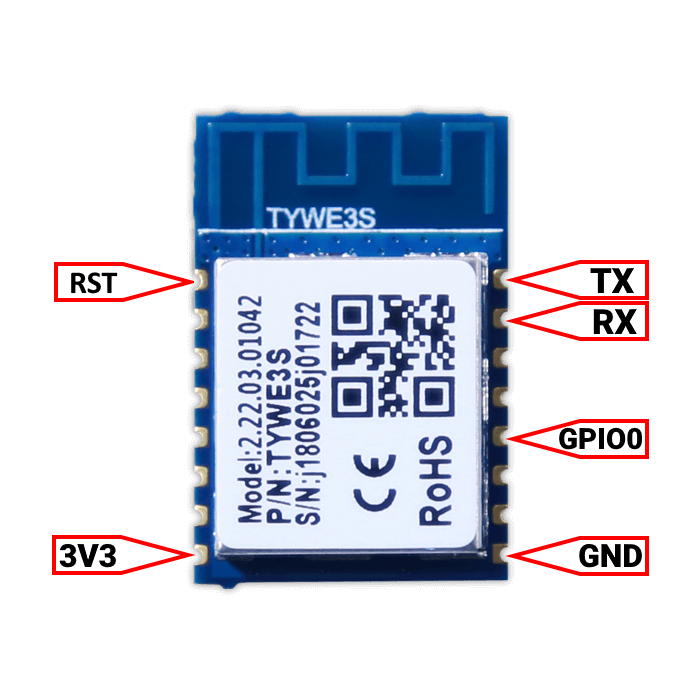 TYWE3S
RST
TX
RX
GPIO0
3V3
GND
Model:2.22.03.01042
P/N:TYWE3S
S/N:j1806025j01722
CE
RoHS